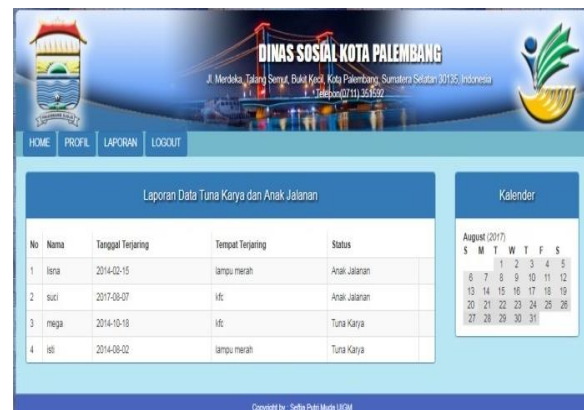 DINAS SOSIAL KOTA PALEMBANG
Jl. Merdeka, Talang Semut, Bukit Kecil, Kota Palembang, Sumatera Selatan 30135, Indonesia
Telepon(0711) 351592
HOME PROFIL LAPORAN LOGOUT
Laporan Data Tuna Karya dan Anak Jalanan
No Nama Tanggal Terjaring Tempat Terjaring Status
1 lisna 2014-02-15 lampu merah Anak Jalanan
2 suci 2017-08-07 kfc Anak Jalanan
3 mega 2014-10-18 kfc Tuna Karya
4 isti 2014-08-02 lampu merah Tuna Karya
Kalender
August (2017)
S M T W T F S
1 2 3 4 5
6 7 8 9 10 11 12
13 14 15 16 17 18 19
20 21 22 23 24 25 26
27 28 29 30 31
Copyright by : Seftia Putri Muda UIGM